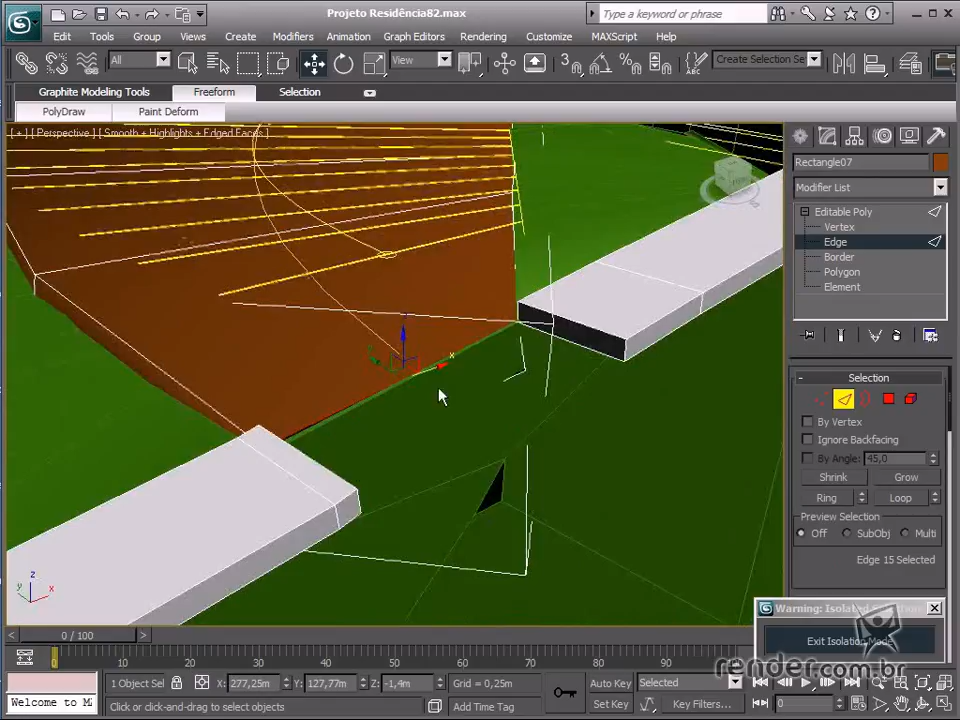 Projeto Residência82.max
Type a keyword or phrase
Edit Tools Group Views Create Modifiers Animation Graph Editors Rendering Customize MAXScript Help
All View 3 Create Selection Se
Graphite Modeling Tools Freeform Selection
PolyDraw Paint Deform
[ + ] [ Perspective ] [ Smooth + Highlights + Edged Faces ]
Rectangle07
Modifier List
Editable Poly
Vertex
Edge
Border
Polygon
Element
- Selection
By Vertex
Ignore Backfacing
By Angle: 45,0
Shrink Grow
Ring Loop
Preview Selection
Off SubObj Multi
Edge 15 Selected
x
z
y x
Warning: Isolated
Exit Isolation Mode
render.com.br
< 0 / 100 >
0 10 20 30 40 50 60 70 80 90
1 Object Sel X: 277,25m Y: 127,77m Z: -1,4m Grid = 0,25m Auto Key Selected
Welcome to M Click or click-and-drag to select objects Add Time Tag Set Key Key Filters... 0